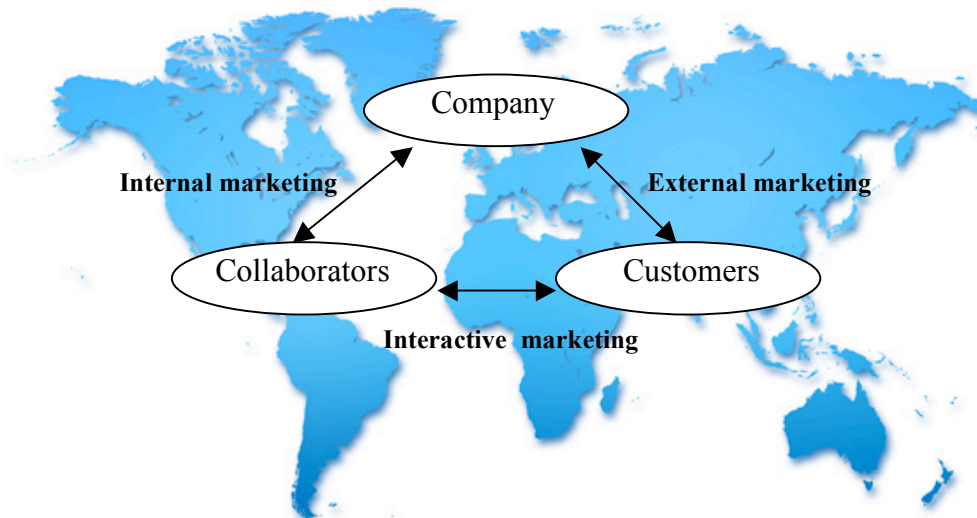 Company
Internal marketing
External marketing
Collaborators
Customers
Interactive  marketing